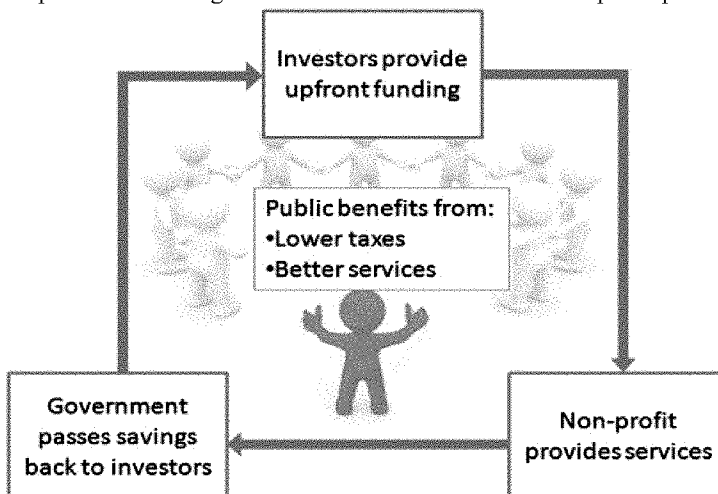 Investors provide
upfront funding
Public benefits from:
•Lower taxes
•Better services
Government
passes savings
back to investors
Non-profit
provides services